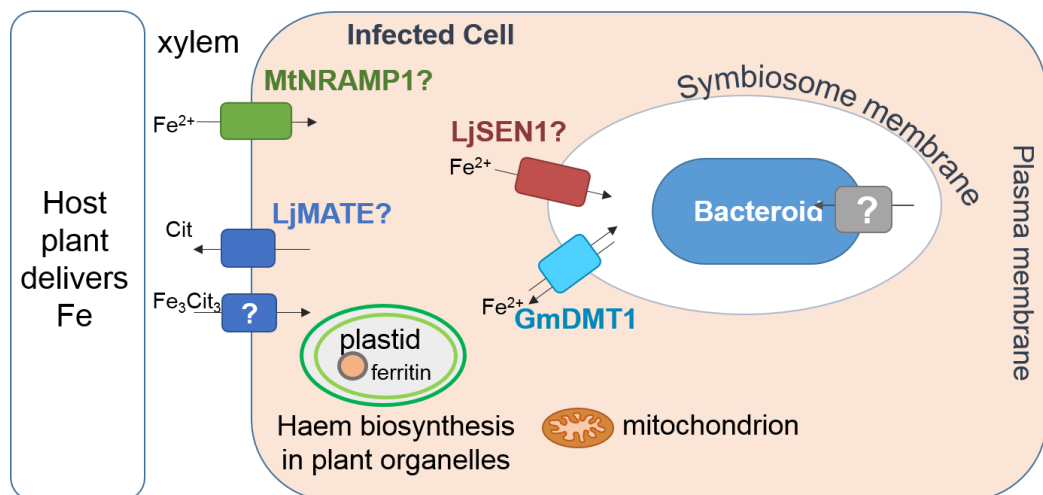 Host
plant
delivers
Fe
xylem
Infected Cell
MtNRAMP1?
Fe²⁺
LjMATE?
Cit
Fe₃Cit₃
?
LjSEN1?
Fe²⁺
Symbiosome membrane
Bacteroid
?
Fe²⁺
GmDMT1
Plasma membrane
plastid
ferritin
Haem biosynthesis
in plant organelles
mitochondrion